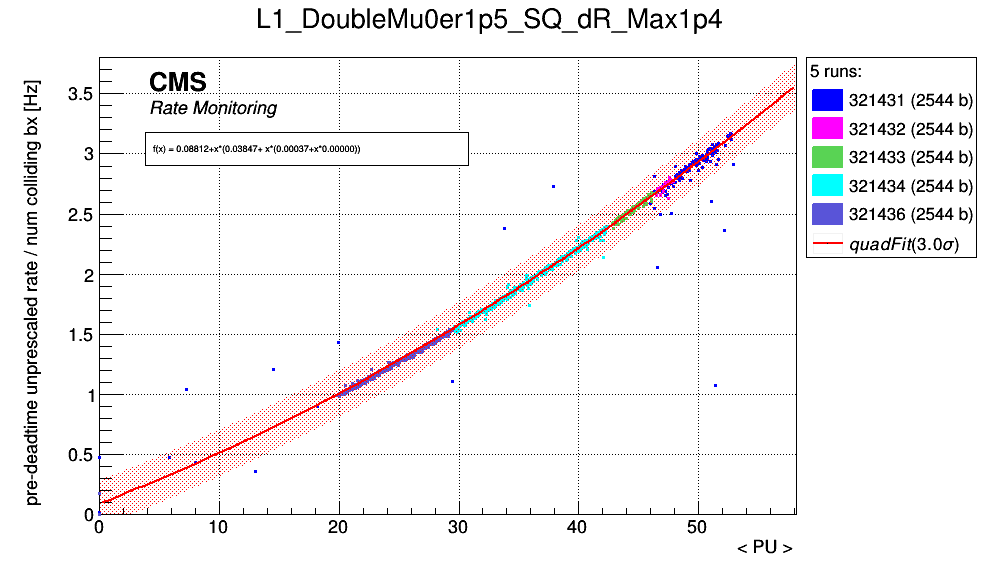 L1_DoubleMu0er1p5_SQ_dR_Max1p4
CMS
Rate Monitoring
f(x) = 0.08812+x*(0.03847+ x*(0.00037+x*0.00000))
pre-deadtime unprescaled rate / num colliding bx [Hz]
3.5
3
2.5
2
1.5
1
0.5
0
0 10 20 30 40 50
< PU >
5 runs:
321431 (2544 b)
321432 (2544 b)
321433 (2544 b)
321434 (2544 b)
321436 (2544 b)
quadFit(3.0σ)